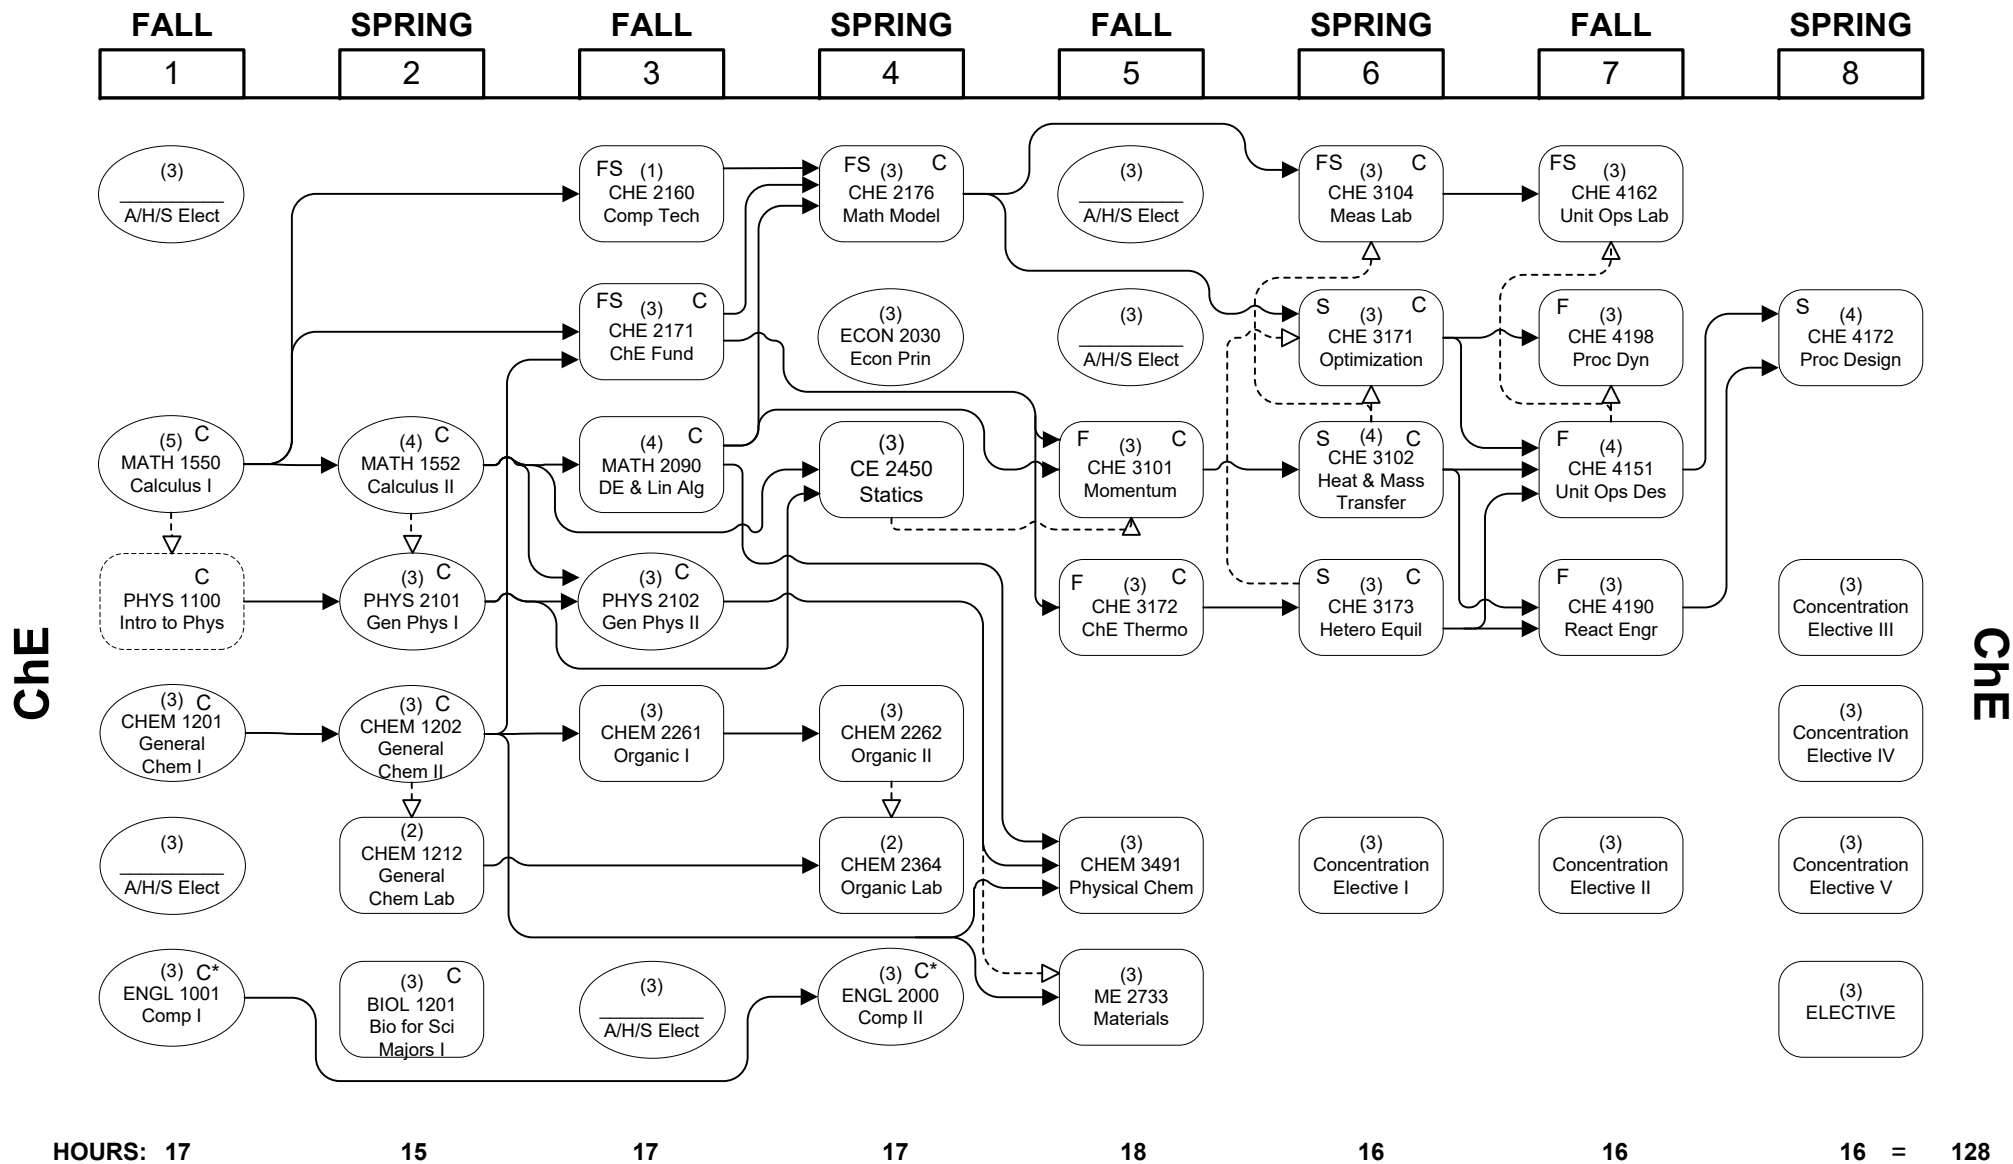 FALL SPRING FALL SPRING FALL SPRING FALL SPRING
1 2 3 4 5 6 7 8
(3)
A/H/S Elect
FS (1)
CHE 2160
Comp Tech
FS (3) C
CHE 2176
Math Model
(3)
A/H/S Elect
FS (3) C
CHE 3104
Meas Lab
FS (3)
CHE 4162
Unit Ops Lab
FS (3) C
CHE 2171
ChE Fund
(3)
ECON 2030
Econ Prin
(3)
A/H/S Elect
S (3) C
CHE 3171
Optimization
F (3)
CHE 4198
Proc Dyn
S (4)
CHE 4172
Proc Design
(5) C
MATH 1550
Calculus I
(4) C
MATH 1552
Calculus II
(4) C
MATH 2090
DE & Lin Alg
(3)
CE 2450
Statics
F (3) C
CHE 3101
Momentum
S (4) C
CHE 3102
Heat & Mass
Transfer
F (4)
CHE 4151
Unit Ops Des
C
PHYS 1100
Intro to Phys
(3) C
PHYS 2101
Gen Phys I
(3) C
PHYS 2102
Gen Phys II
F (3) C
CHE 3172
ChE Thermo
S (3) C
CHE 3173
Hetero Equil
F (3)
CHE 4190
React Engr
(3)
Concentration
Elective III
ChE
ChE
(3) C
CHEM 1201
General
Chem I
(3) C
CHEM 1202
General
Chem II
(3)
CHEM 2261
Organic I
(3)
CHEM 2262
Organic II
(3)
Concentration
Elective IV
(3)
A/H/S Elect
(2)
CHEM 1212
General
Chem Lab
(2)
CHEM 2364
Organic Lab
(3)
CHEM 3491
Physical Chem
(3)
Concentration
Elective I
(3)
Concentration
Elective II
(3)
Concentration
Elective V
(3) C*
ENGL 1001
Comp I
(3) C
BIOL 1201
Bio for Sci
Majors I
(3)
A/H/S Elect
(3) C*
ENGL 2000
Comp II
(3)
ME 2733
Materials
(3)
ELECTIVE
HOURS: 17 15 17 17 18 16 16 16 = 128